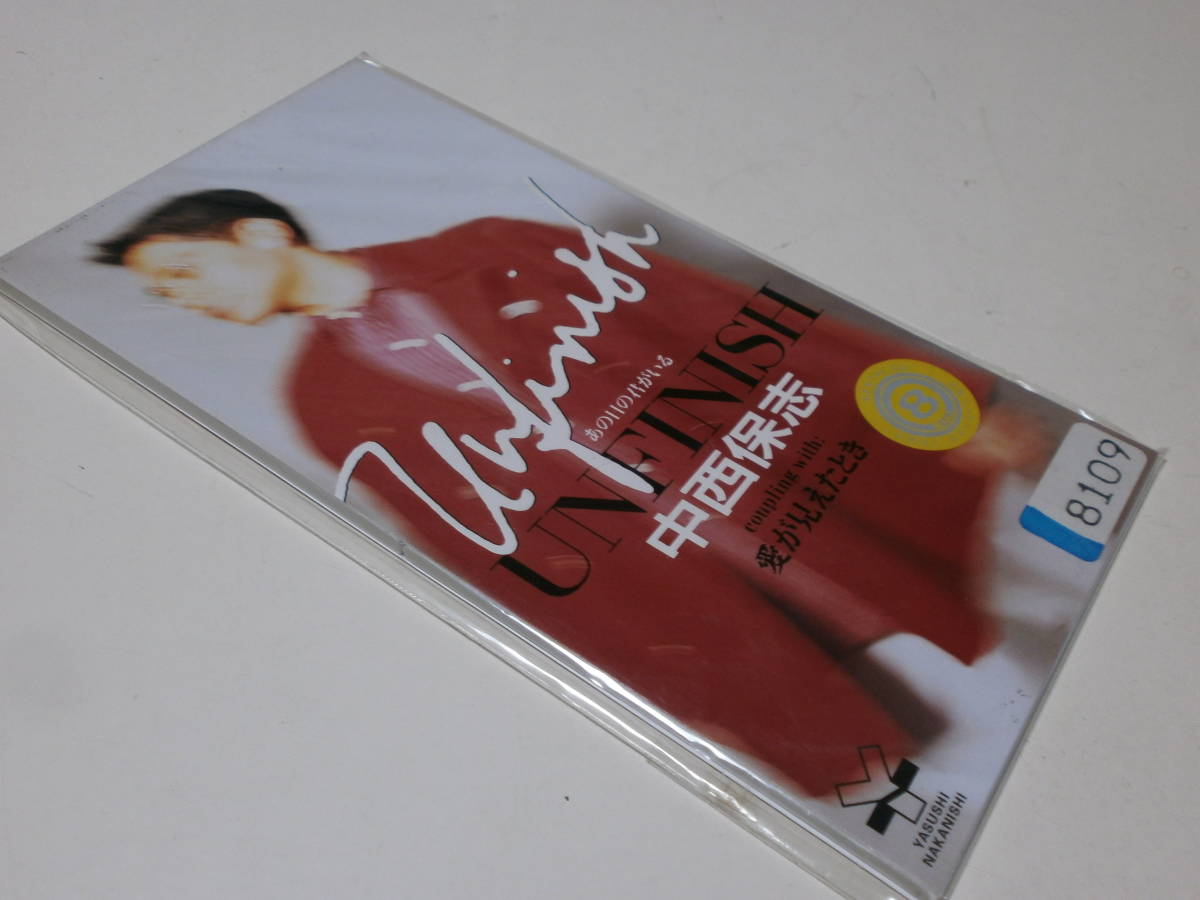 Unfinish
あの日の君がいる
UNFINISH
中西保志
coupling with:
愛が見えたとき
8
8109
YASUSHI
NAKANISHI